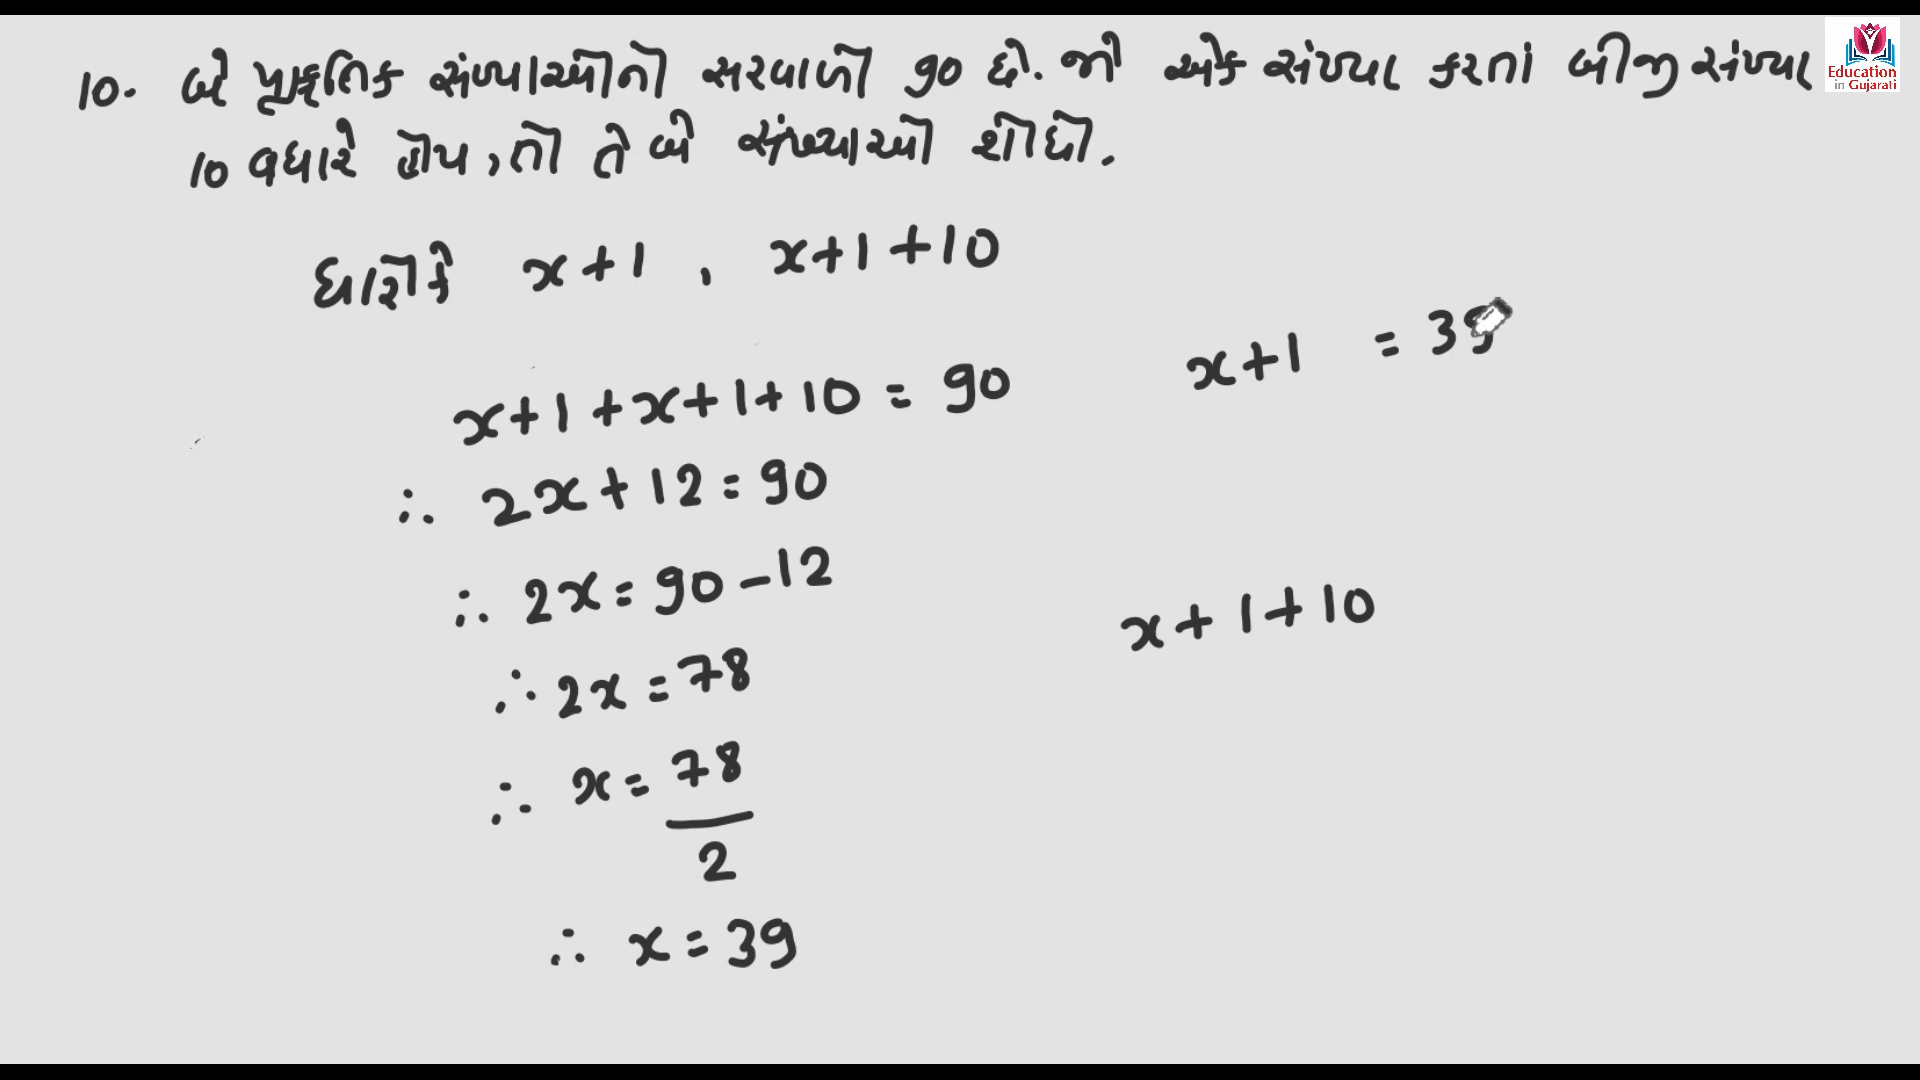 10. બે પ્રાકૃતિક સંખ્યાઓનો સરવાળો 90 છે. જો એક સંખ્યા કરતાં બીજી સંખ્યા
10 વધારે હોય, તો તે બે સંખ્યાઓ શોધો.
ધારોકે x+1 , x+1+10
x+1+x+1+10 = 90
∴ 2x+12=90
∴ 2x=90-12
∴ 2x=78
∴ x=78/2
∴ x=39
x+1 = 39
x+1+10
Education
in Gujarati